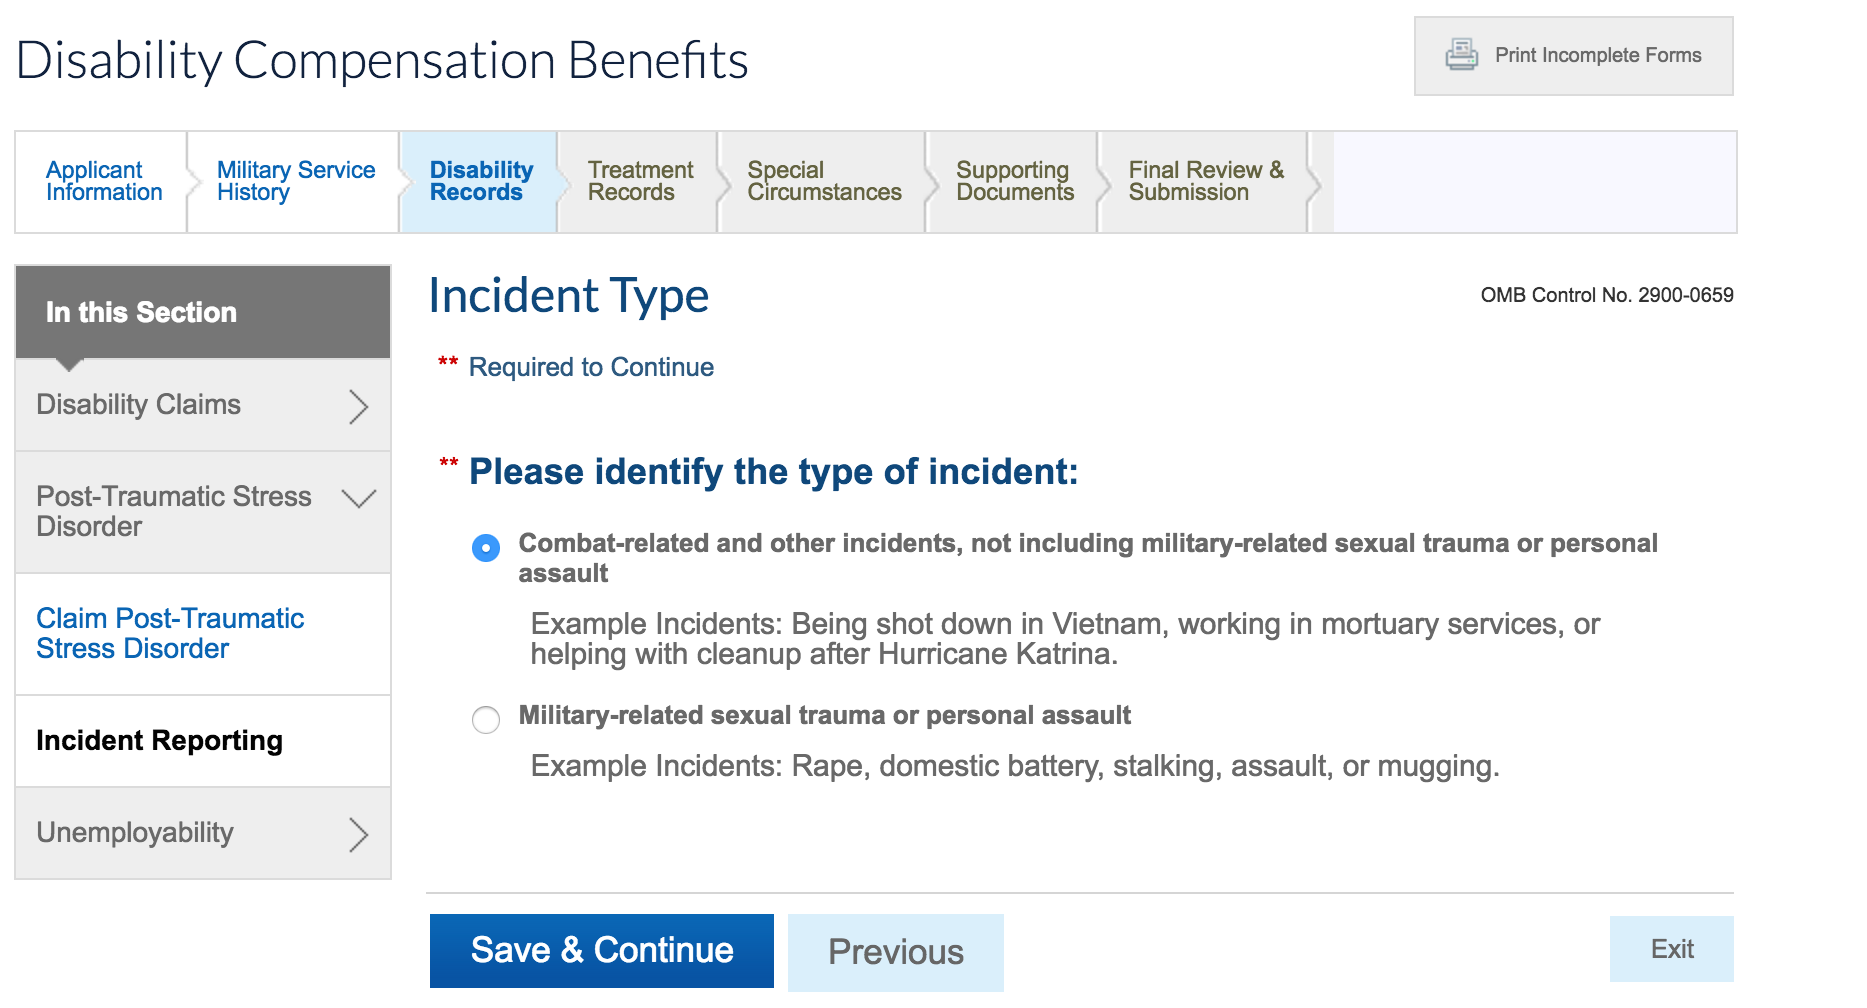 Disability Compensation Benefits
Print Incomplete Forms
Applicant
Information
Military Service
History
Disability
Records
Treatment
Records
Special
Circumstances
Supporting
Documents
Final Review &
Submission
In this Section
Disability Claims
Post-Traumatic Stress
Disorder
Claim Post-Traumatic
Stress Disorder
Incident Reporting
Unemployability
Incident Type
OMB Control No. 2900-0659
** Required to Continue
** Please identify the type of incident:
Combat-related and other incidents, not including military-related sexual trauma or personal
assault
Example Incidents: Being shot down in Vietnam, working in mortuary services, or
helping with cleanup after Hurricane Katrina.
Military-related sexual trauma or personal assault
Example Incidents: Rape, domestic battery, stalking, assault, or mugging.
Save & Continue
Previous
Exit